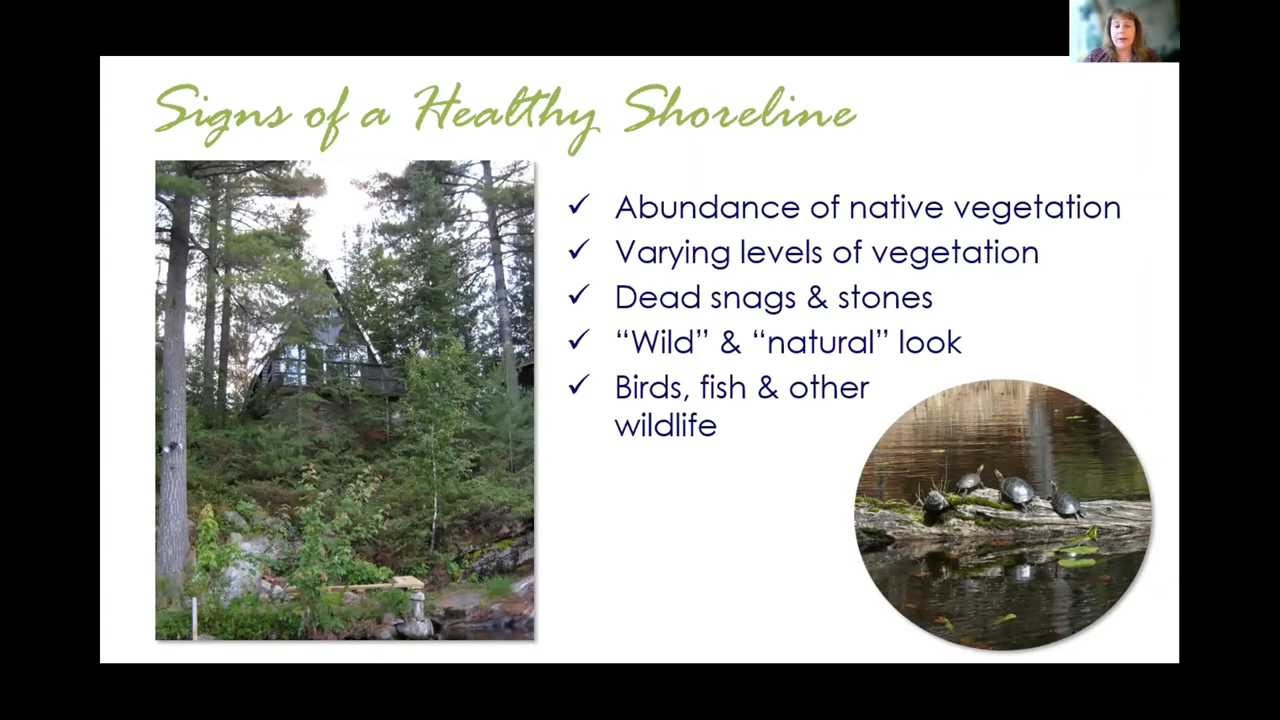 Signs of a Healthy Shoreline
✓ Abundance of native vegetation
✓ Varying levels of vegetation
✓ Dead snags & stones
✓ “Wild” & “natural” look
✓ Birds, fish & other
wildlife